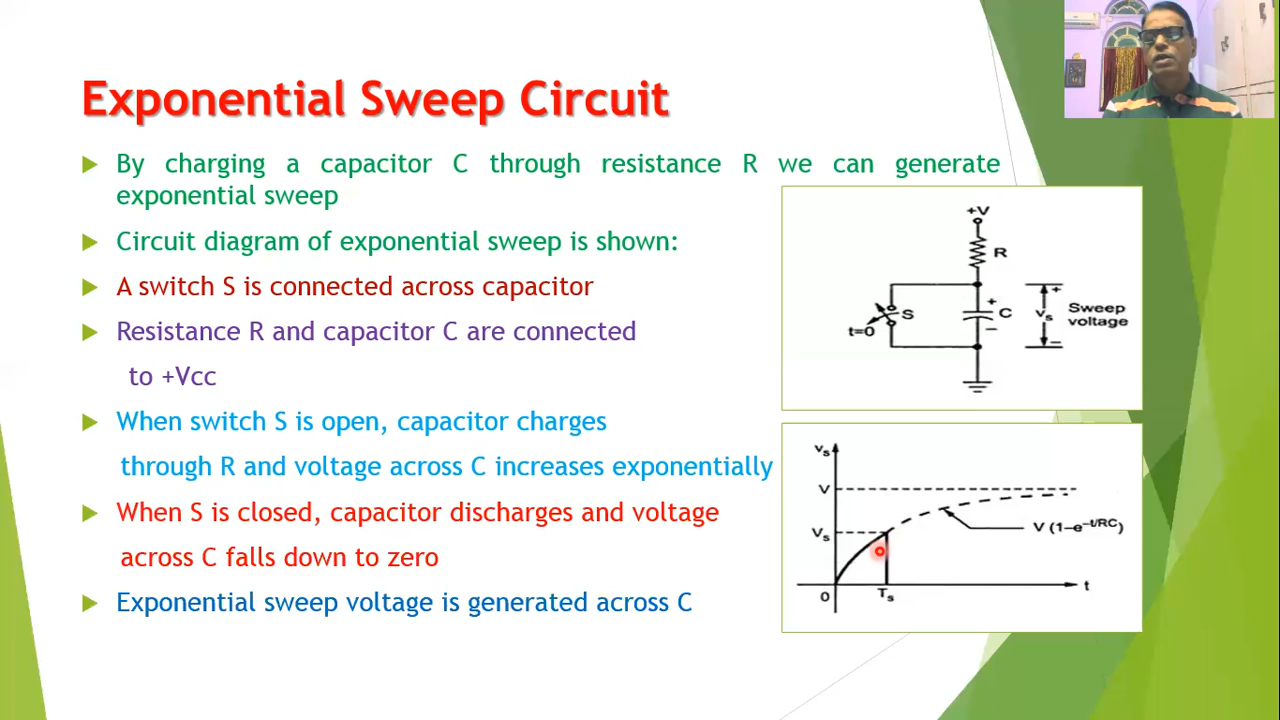 Exponential Sweep Circuit
By charging a capacitor C through resistance R we can generate
exponential sweep
Circuit diagram of exponential sweep is shown:
A switch S is connected across capacitor
Resistance R and capacitor C are connected
to +Vcc
When switch S is open, capacitor charges
through R and voltage across C increases exponentially
When S is closed, capacitor discharges and voltage
across C falls down to zero
Exponential sweep voltage is generated across C
+V
R
+
+
S
C
vs
Sweep
voltage
t=0
–
–
vs
V
Vs
V (1–e–t/RC)
0
Ts
t